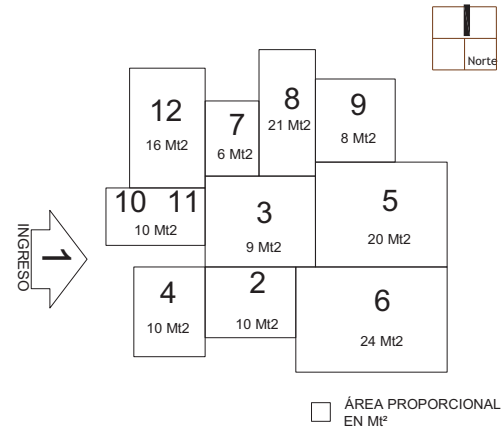 Norte
12
16 Mt2
7
6 Mt2
8
21 Mt2
9
8 Mt2
10 11
10 Mt2
3
9 Mt2
5
20 Mt2
1
INGRESO
4
10 Mt2
2
10 Mt2
6
24 Mt2
ÁREA PROPORCIONAL
EN Mt²